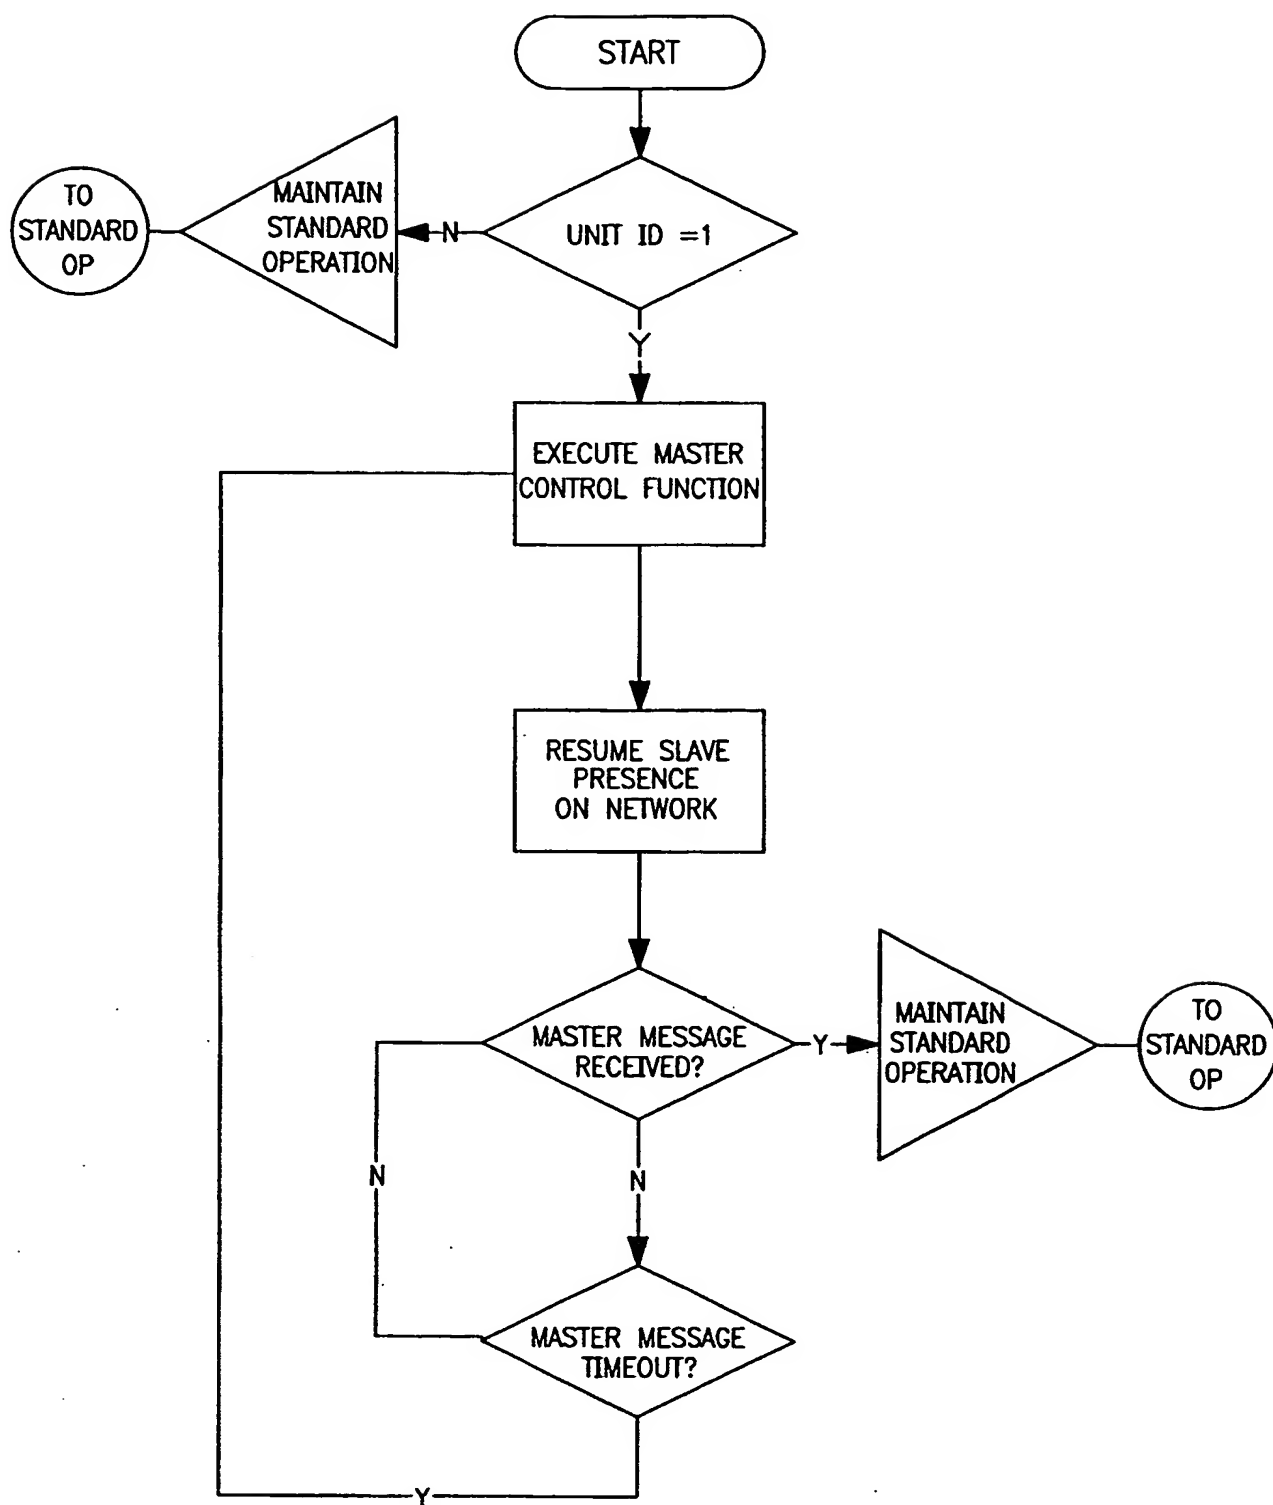 START
UNIT ID =1
N
MAINTAIN
STANDARD
OPERATION
TO
STANDARD
OP
Y
EXECUTE MASTER
CONTROL FUNCTION
RESUME SLAVE
PRESENCE
ON NETWORK
MASTER MESSAGE
RECEIVED?
Y
MAINTAIN
STANDARD
OPERATION
TO
STANDARD
OP
N
N
MASTER MESSAGE
TIMEOUT?
Y